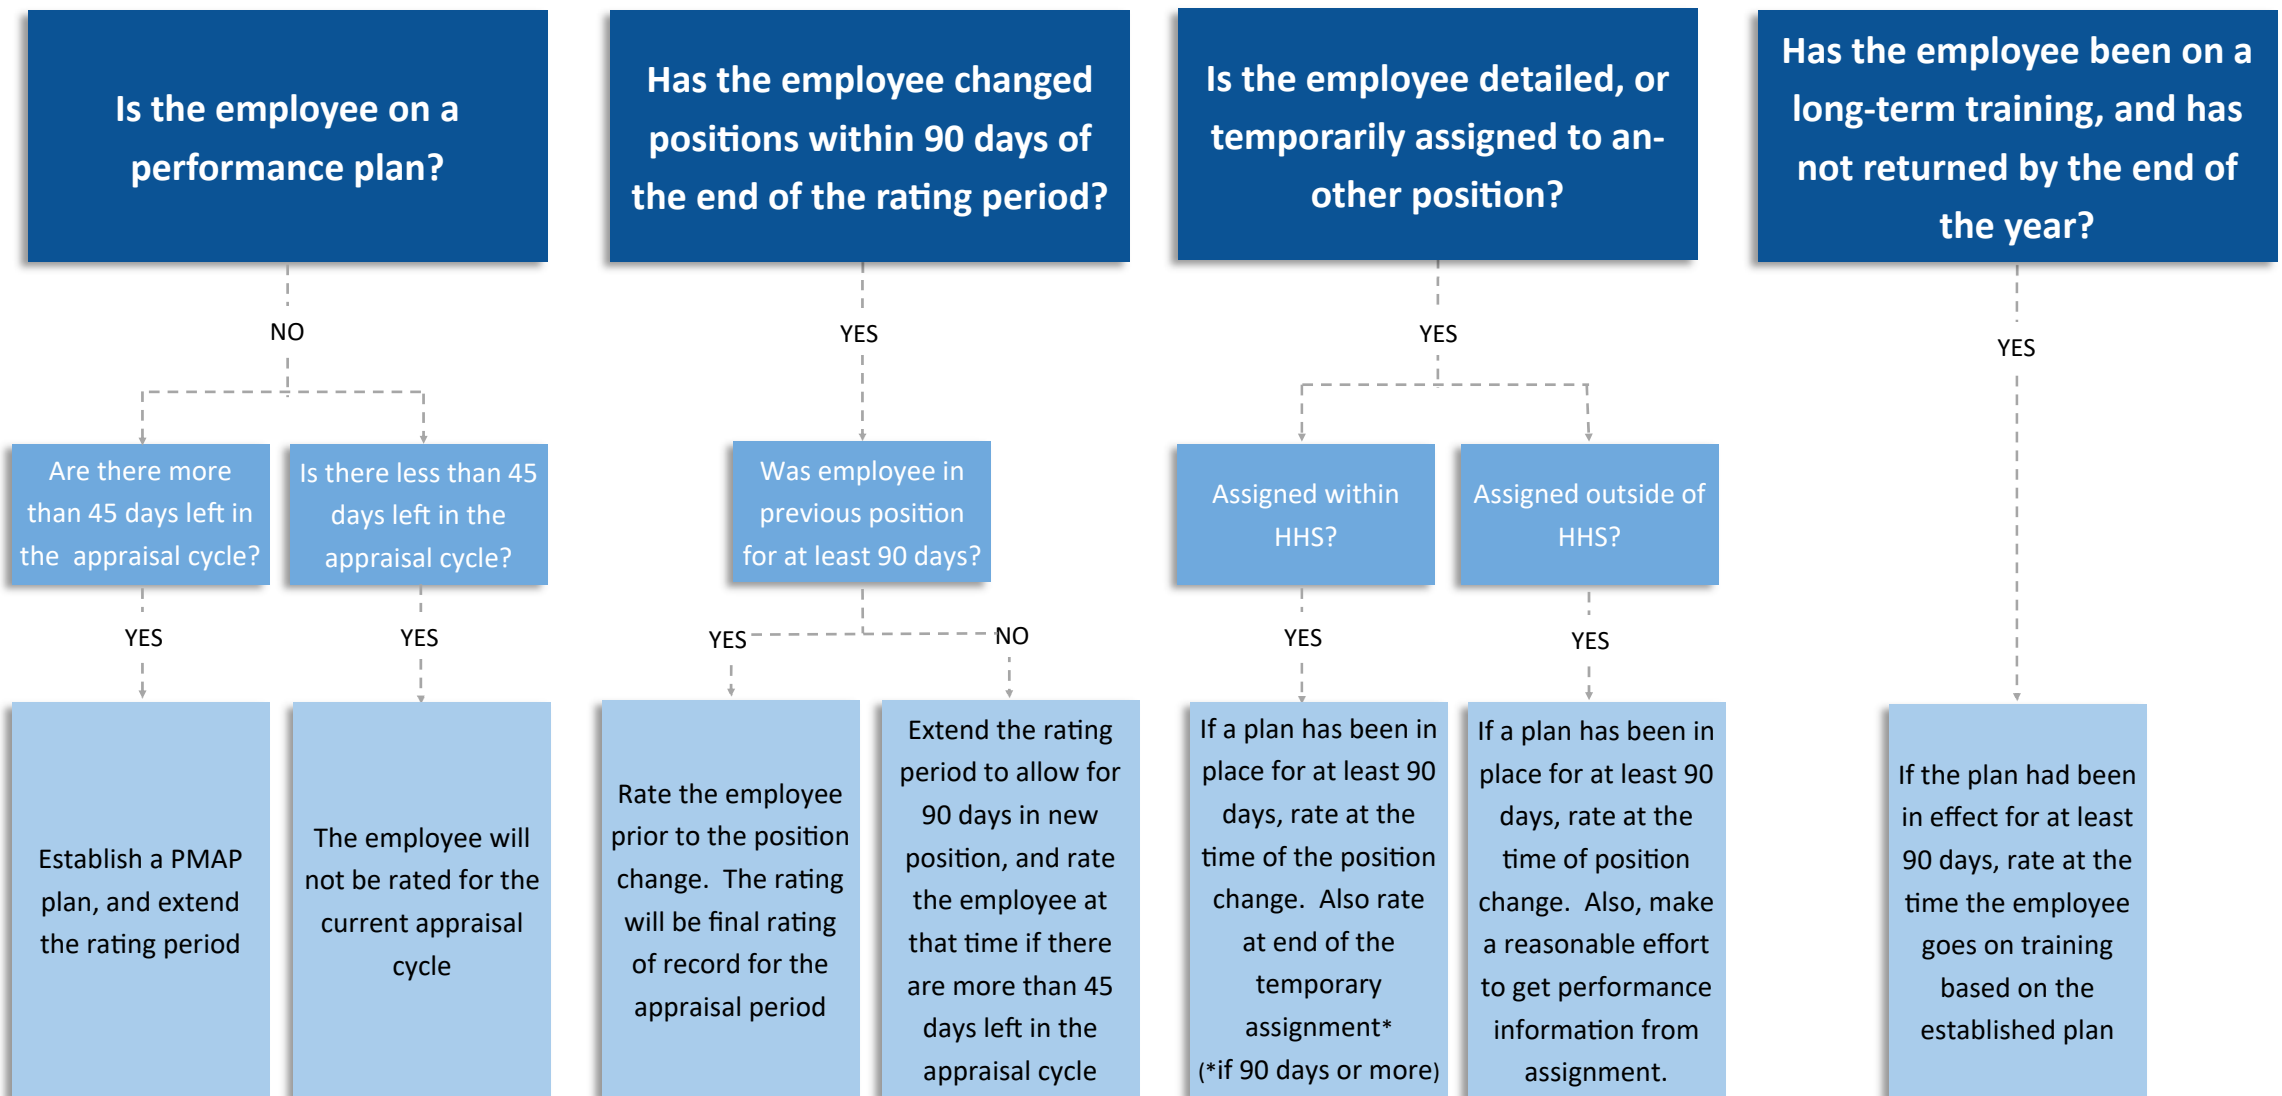 Is the employee on a
performance plan?
NO
Are there more
than 45 days left in
the appraisal cycle?
YES
Establish a PMAP
plan, and extend
the rating period
Is there less than 45
days left in the
appraisal cycle?
YES
The employee will
not be rated for the
current appraisal
cycle
Has the employee changed
positions within 90 days of
the end of the rating period?
YES
Was employee in
previous position
for at least 90 days?
YES
Rate the employee
prior to the position
change. The rating
will be final rating
of record for the
appraisal period
NO
Extend the rating
period to allow for
90 days in new
position, and rate
the employee at
that time if there
are more than 45
days left in the
appraisal cycle
Is the employee detailed, or
temporarily assigned to an-
other position?
YES
Assigned within
HHS?
YES
If a plan has been in
place for at least 90
days, rate at the
time of the position
change. Also rate
at end of the
temporary
assignment*
(*if 90 days or more)
Assigned outside of
HHS?
YES
If a plan has been in
place for at least 90
days, rate at the
time of position
change. Also, make
a reasonable effort
to get performance
information from
assignment.
Has the employee been on a
long-term training, and has
not returned by the end of
the year?
YES
If the plan had been
in effect for at least
90 days, rate at the
time the employee
goes on training
based on the
established plan